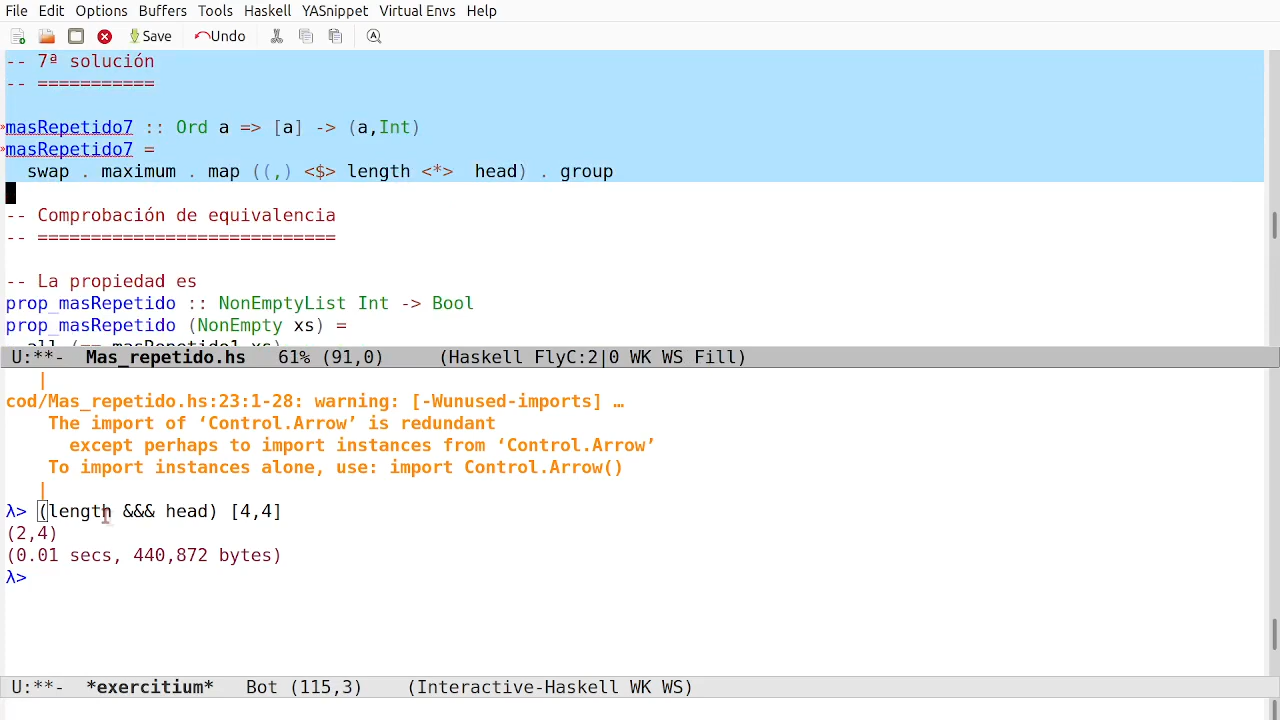 File Edit Options Buffers Tools Haskell YASnippet Virtual Envs Help
Save Undo
-- 7ª solución
-- ===========
masRepetido7 :: Ord a => [a] -> (a,Int)
masRepetido7 =
swap . maximum . map ((,) <$> length <*>  head) . group
-- Comprobación de equivalencia
-- ============================
-- La propiedad es
prop_masRepetido :: NonEmptyList Int -> Bool
prop_masRepetido (NonEmpty xs) =
all (== masRepetido1 xs)
U:**-  Mas_repetido.hs   61% (91,0)     (Haskell FlyC:2|0 WK WS Fill)
|
cod/Mas_repetido.hs:23:1-28: warning: [-Wunused-imports] …
The import of ‘Control.Arrow’ is redundant
except perhaps to import instances from ‘Control.Arrow’
To import instances alone, use: import Control.Arrow()
|
λ> (length &&& head) [4,4]
(2,4)
(0.01 secs, 440,872 bytes)
λ>
U:**-  *exercitium*   Bot (115,3)    (Interactive-Haskell WK WS)